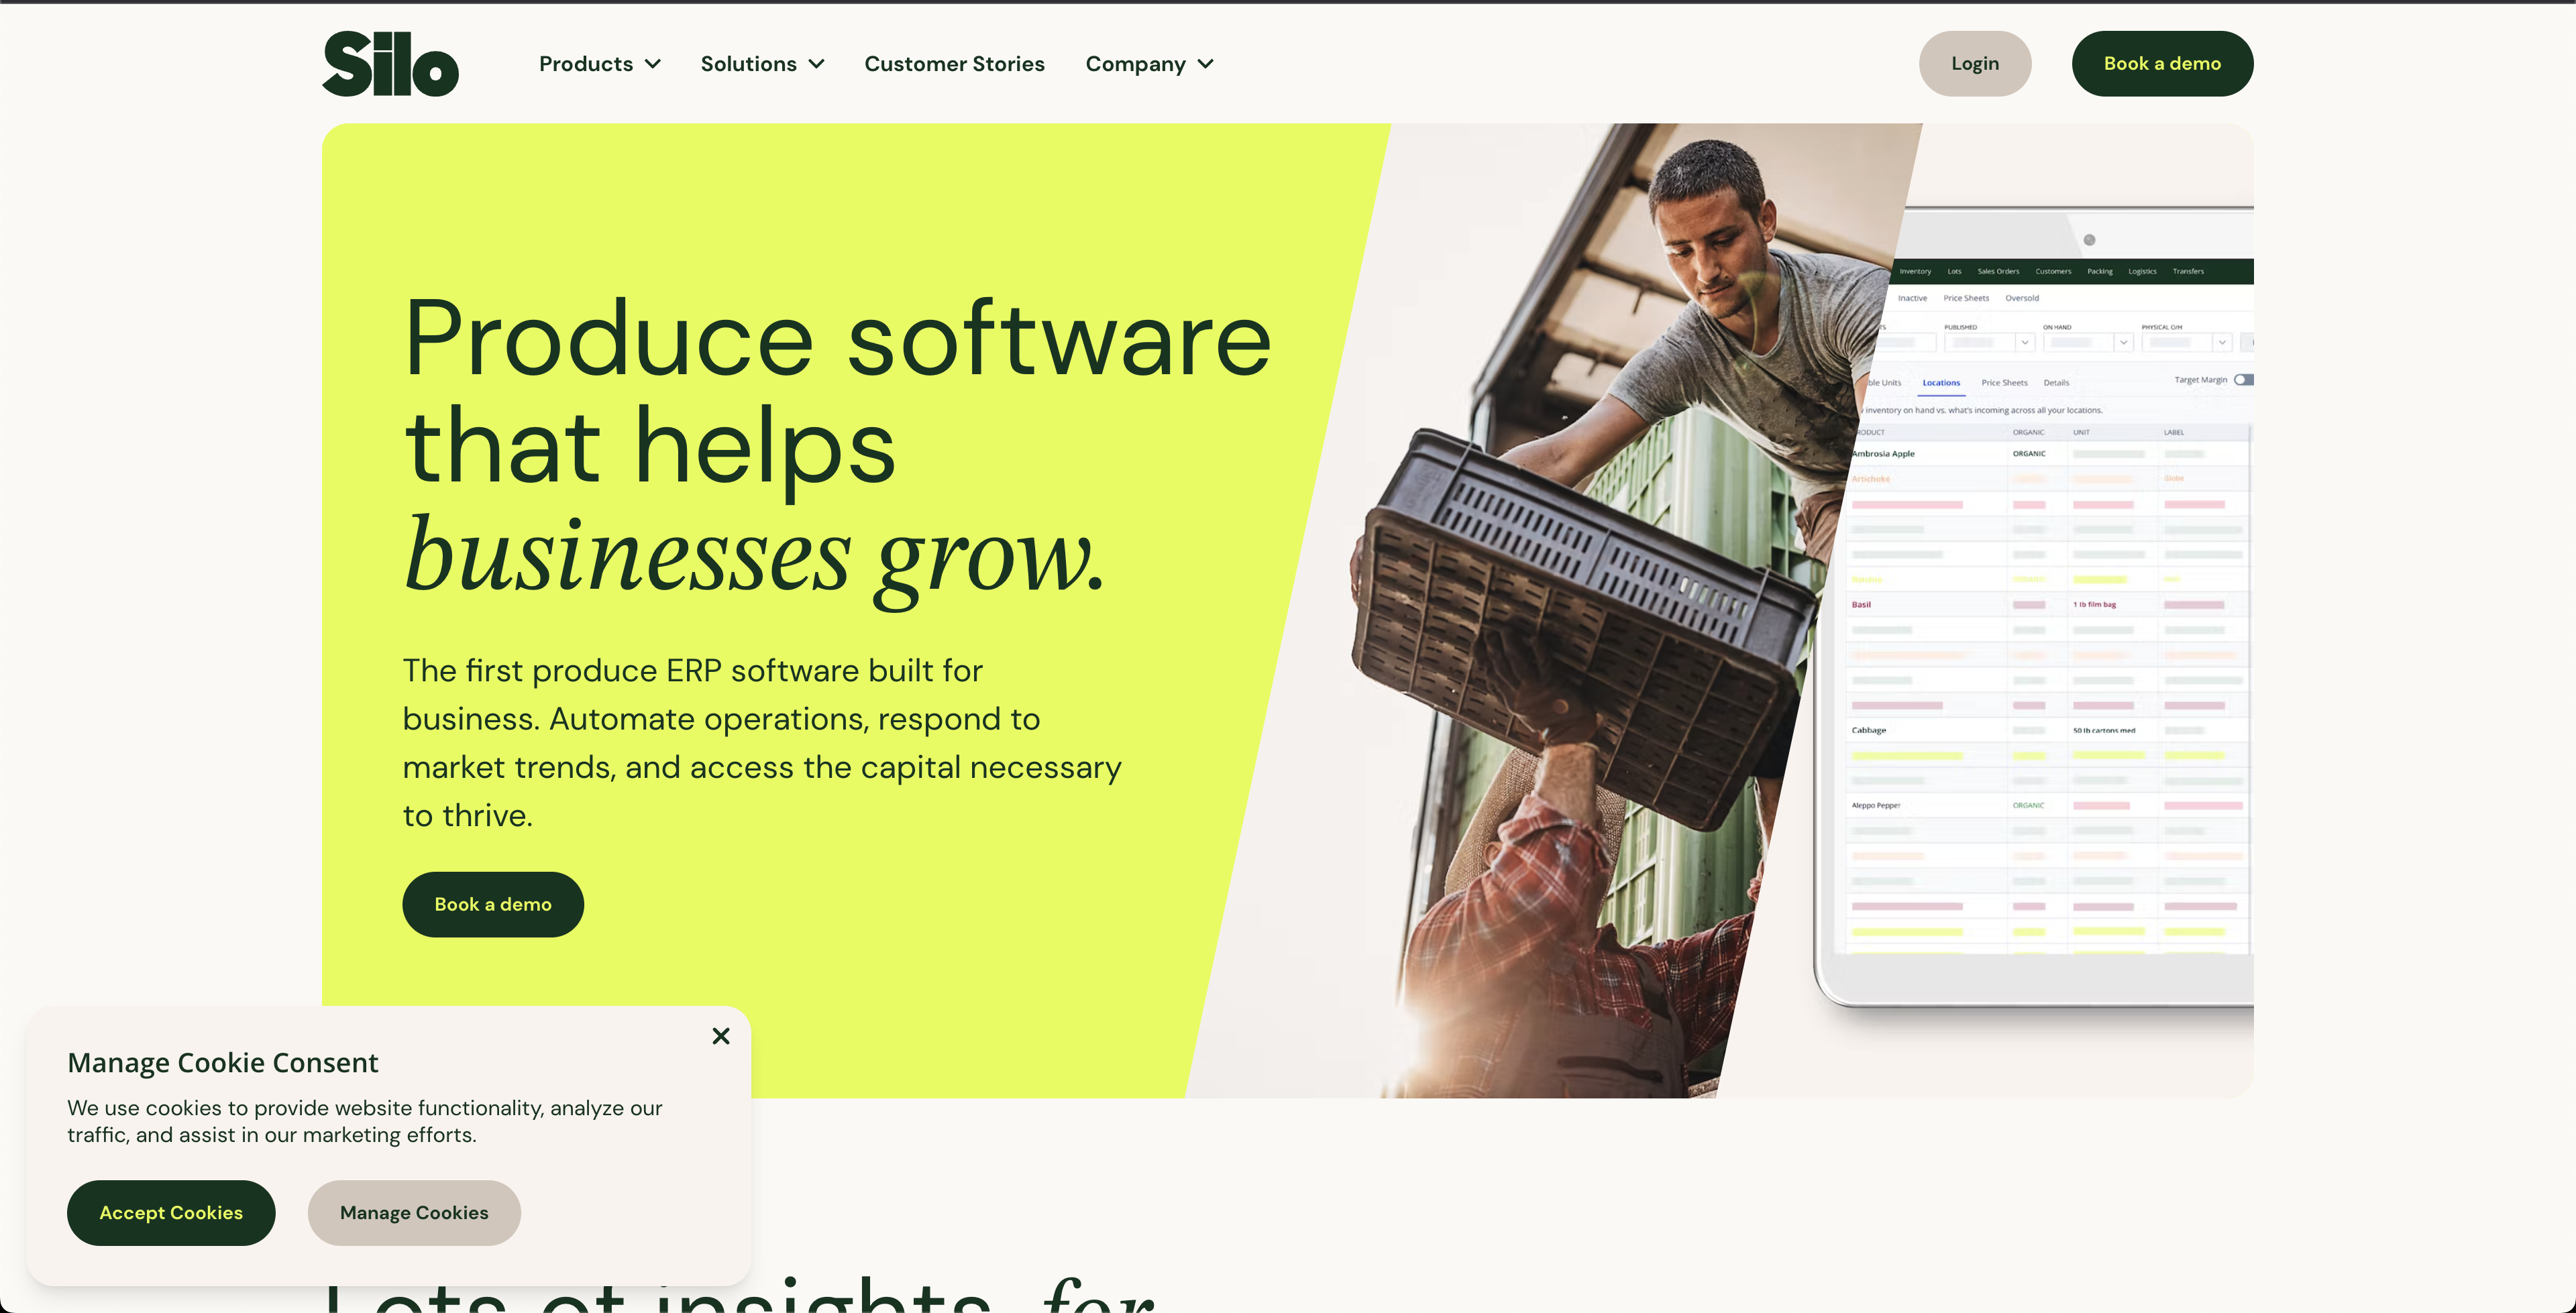 Silo
Products
Solutions
Customer Stories
Company
Login
Book a demo
Produce software
that helps
businesses grow.
The first produce ERP software built for
business. Automate operations, respond to
market trends, and access the capital necessary
to thrive.
Book a demo
Inventory Lots Sales Orders Customers Packing Logistics Transfers
Inactive Price Sheets Oversold
PUBLISHED ON HAND PHYSICAL O/H
Units Locations Price Sheets Details Target Margin
inventory on hand vs. what's incoming across all your locations.
ORGANIC UNIT LABEL
Ambrosia Apple ORGANIC
Artichoke
Basil 1 lb film bag
Cabbage 50 lb cartons med
Aleppo Pepper ORGANIC
Manage Cookie Consent
We use cookies to provide website functionality, analyze our
traffic, and assist in our marketing efforts.
Accept Cookies
Manage Cookies
Lots of insights, for